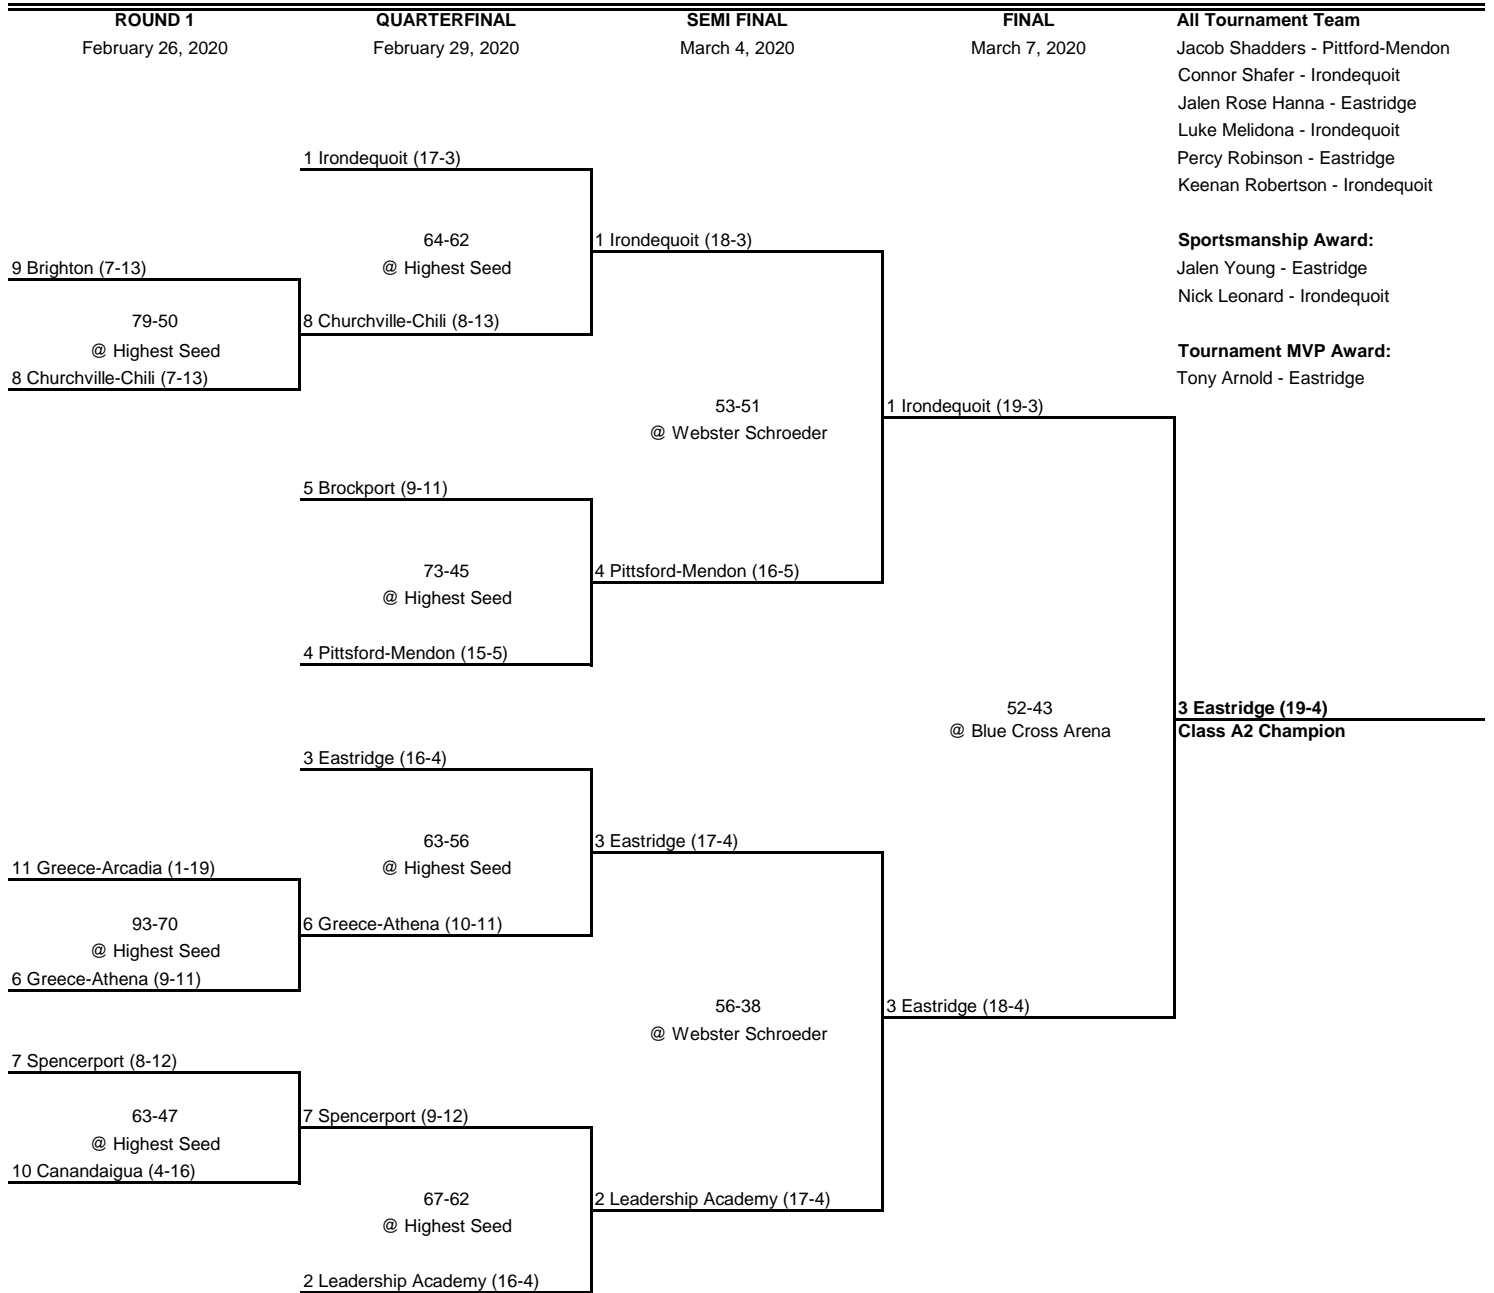 ROUND 1
February 26, 2020
QUARTERFINAL
February 29, 2020
SEMI FINAL
March 4, 2020
FINAL
March 7, 2020
All Tournament Team
Jacob Shadders - Pittford-Mendon
Connor Shafer - Irondequoit
Jalen Rose Hanna - Eastridge
Luke Melidona - Irondequoit
Percy Robinson - Eastridge
Keenan Robertson - Irondequoit
Sportsmanship Award:
Jalen Young - Eastridge
Nick Leonard - Irondequoit
Tournament MVP Award:
Tony Arnold - Eastridge
9 Brighton (7-13)
79-50
@ Highest Seed
8 Churchville-Chili (7-13)
11 Greece-Arcadia (1-19)
93-70
@ Highest Seed
6 Greece-Athena (9-11)
7 Spencerport (8-12)
63-47
@ Highest Seed
10 Canandaigua (4-16)
1 Irondequoit (17-3)
64-62
@ Highest Seed
8 Churchville-Chili (8-13)
5 Brockport (9-11)
73-45
@ Highest Seed
4 Pittsford-Mendon (15-5)
3 Eastridge (16-4)
63-56
@ Highest Seed
6 Greece-Athena (10-11)
7 Spencerport (9-12)
67-62
@ Highest Seed
2 Leadership Academy (16-4)
1 Irondequoit (18-3)
53-51
@ Webster Schroeder
4 Pittsford-Mendon (16-5)
3 Eastridge (17-4)
56-38
@ Webster Schroeder
2 Leadership Academy (17-4)
1 Irondequoit (19-3)
52-43
@ Blue Cross Arena
3 Eastridge (18-4)
3 Eastridge (19-4)
Class A2 Champion